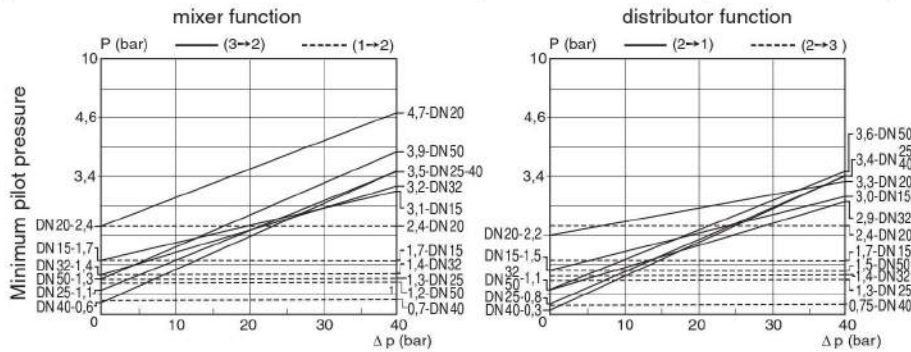 mixer function
P (bar) (3→2) (1→2)
10
4,6
3,4
Minimum pilot pressure
DN20-2,4
DN15-1,7
DN32-1,4
DN50-1,3
DN25-1,1
DN40-0,6
4,7-DN20
3,9-DN50
3,5-DN25-40
3,2-DN32
3,1-DN15
2,4-DN20
1,7-DN15
1,4-DN32
1,3-DN25
1,2-DN50
0,7-DN40
1
0 10 20 30 40
Δ p (bar)
distributor function
P (bar) (2→1) (2→3)
10
4,6
3,4
DN20-2,2
DN15-1,5
32
DN50-1,1
DN25-0,8
DN40-0,3
3,6-DN50
3,4-DN25
40
3,3-DN20
3,0-DN15
2,9-DN32
2,4-DN20
1,7-DN15
1,5-DN50
1,4-DN32
1,3-DN25
0,75-DN40
0 10 20 30 40
Δ p (bar)